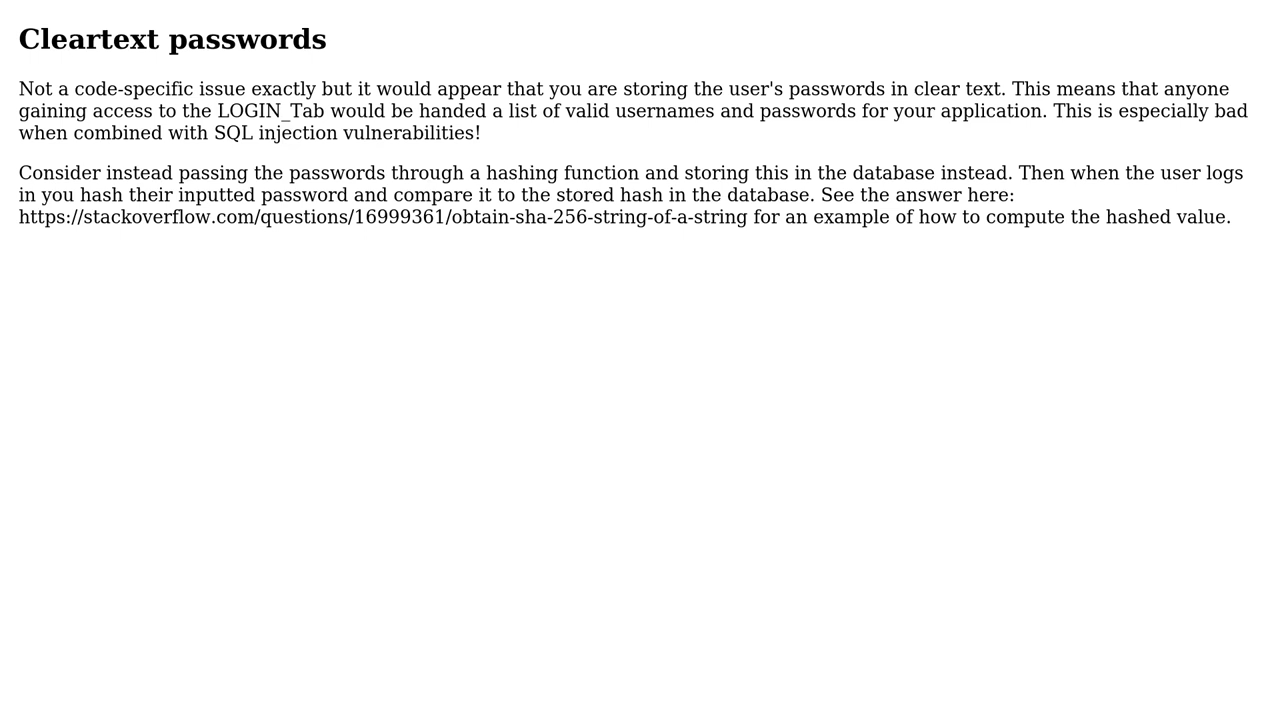 Cleartext passwords
Not a code-specific issue exactly but it would appear that you are storing the user's passwords in clear text. This means that anyone
gaining access to the LOGIN_Tab would be handed a list of valid usernames and passwords for your application. This is especially bad
when combined with SQL injection vulnerabilities!
Consider instead passing the passwords through a hashing function and storing this in the database instead. Then when the user logs
in you hash their inputted password and compare it to the stored hash in the database. See the answer here:
https://stackoverflow.com/questions/16999361/obtain-sha-256-string-of-a-string for an example of how to compute the hashed value.